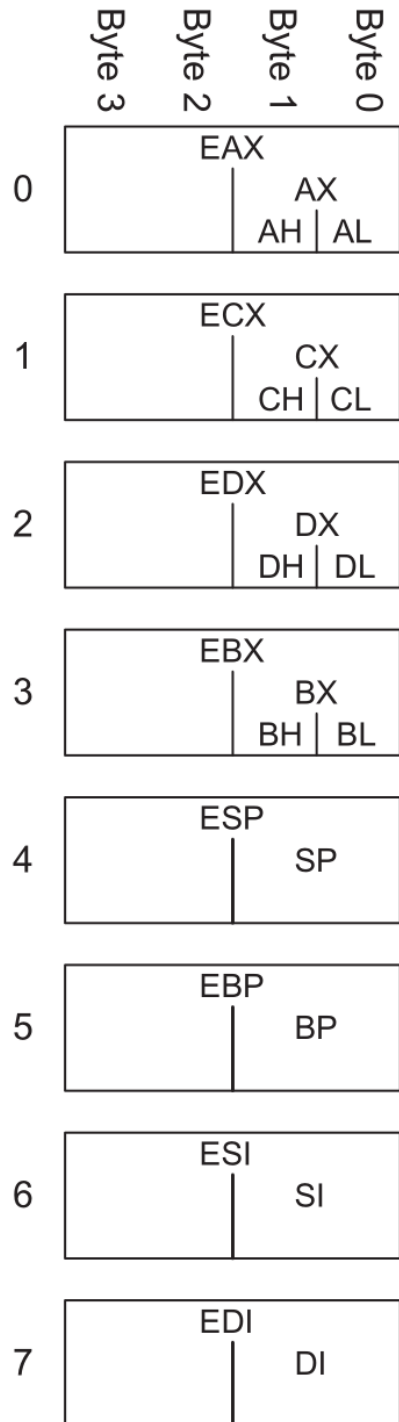 Byte 3 Byte 2 Byte 1 Byte 0
EAX
0 AX
AH AL
ECX
1 CX
CH CL
EDX
2 DX
DH DL
EBX
3 BX
BH BL
ESP
4 SP
EBP
5 BP
ESI
6 SI
EDI
7 DI